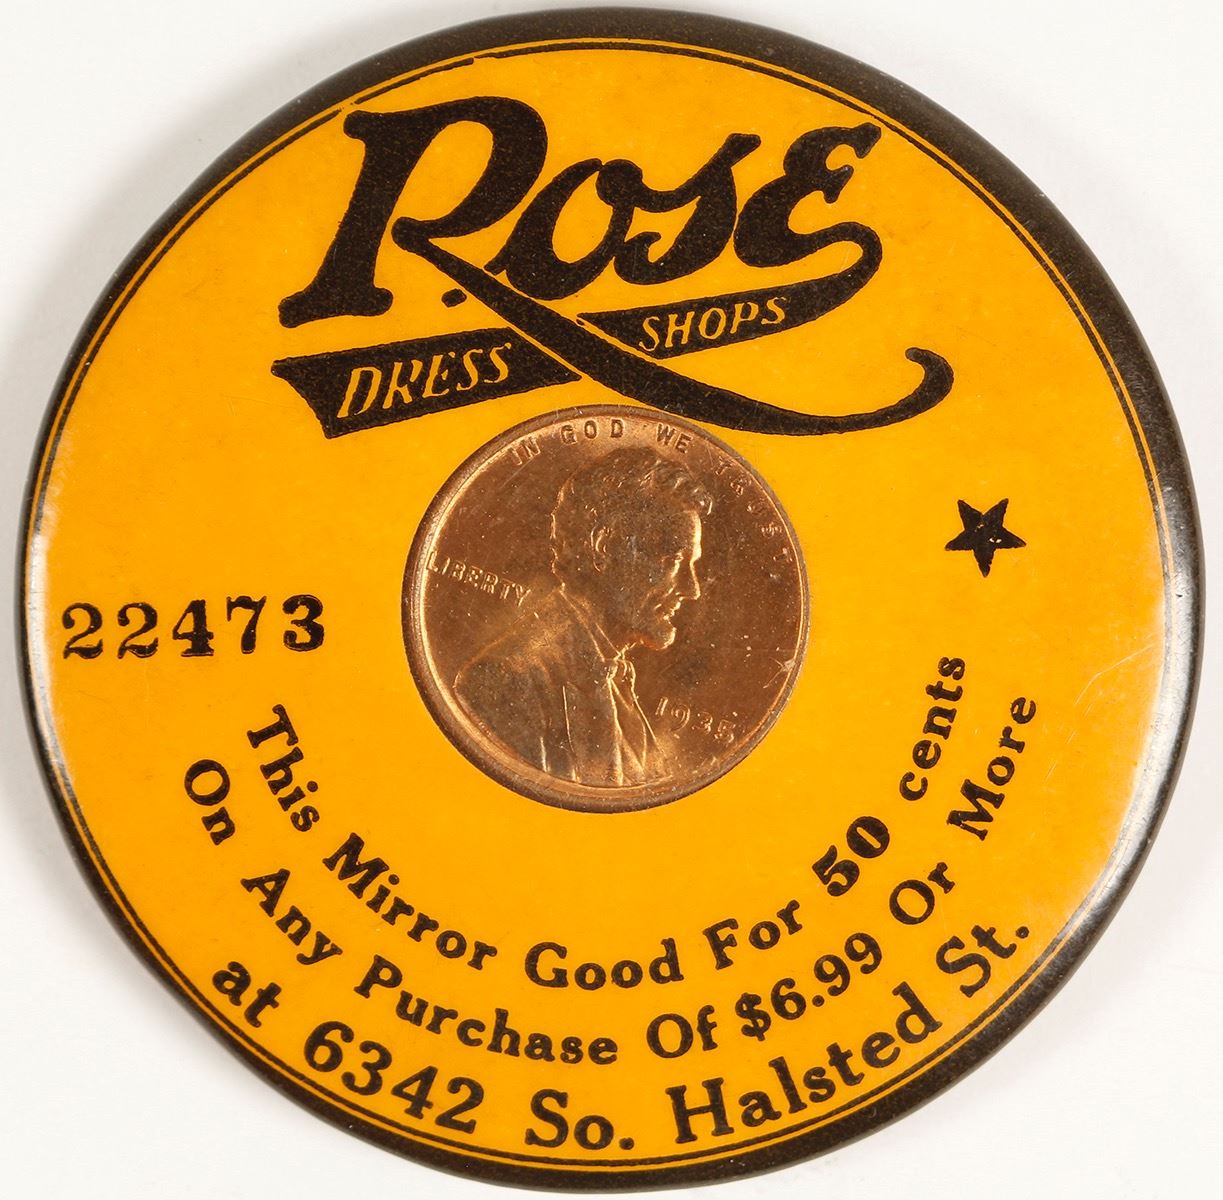 Rose
DRESS SHOPS
IN GOD WE TRUST
LIBERTY
1935
22473
This Mirror Good For 50 cents
On Any Purchase Of $6.99 Or More
at 6342 So. Halsted St.